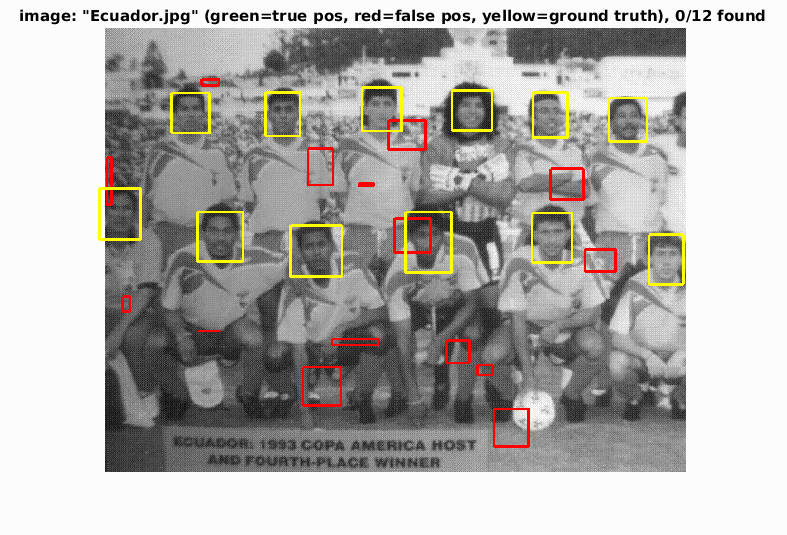 image: "Ecuador.jpg" (green=true pos, red=false pos, yellow=ground truth), 0/12 found
ECUADOR: 1993 COPA AMERICA HOST
AND FOURTH-PLACE WINNER